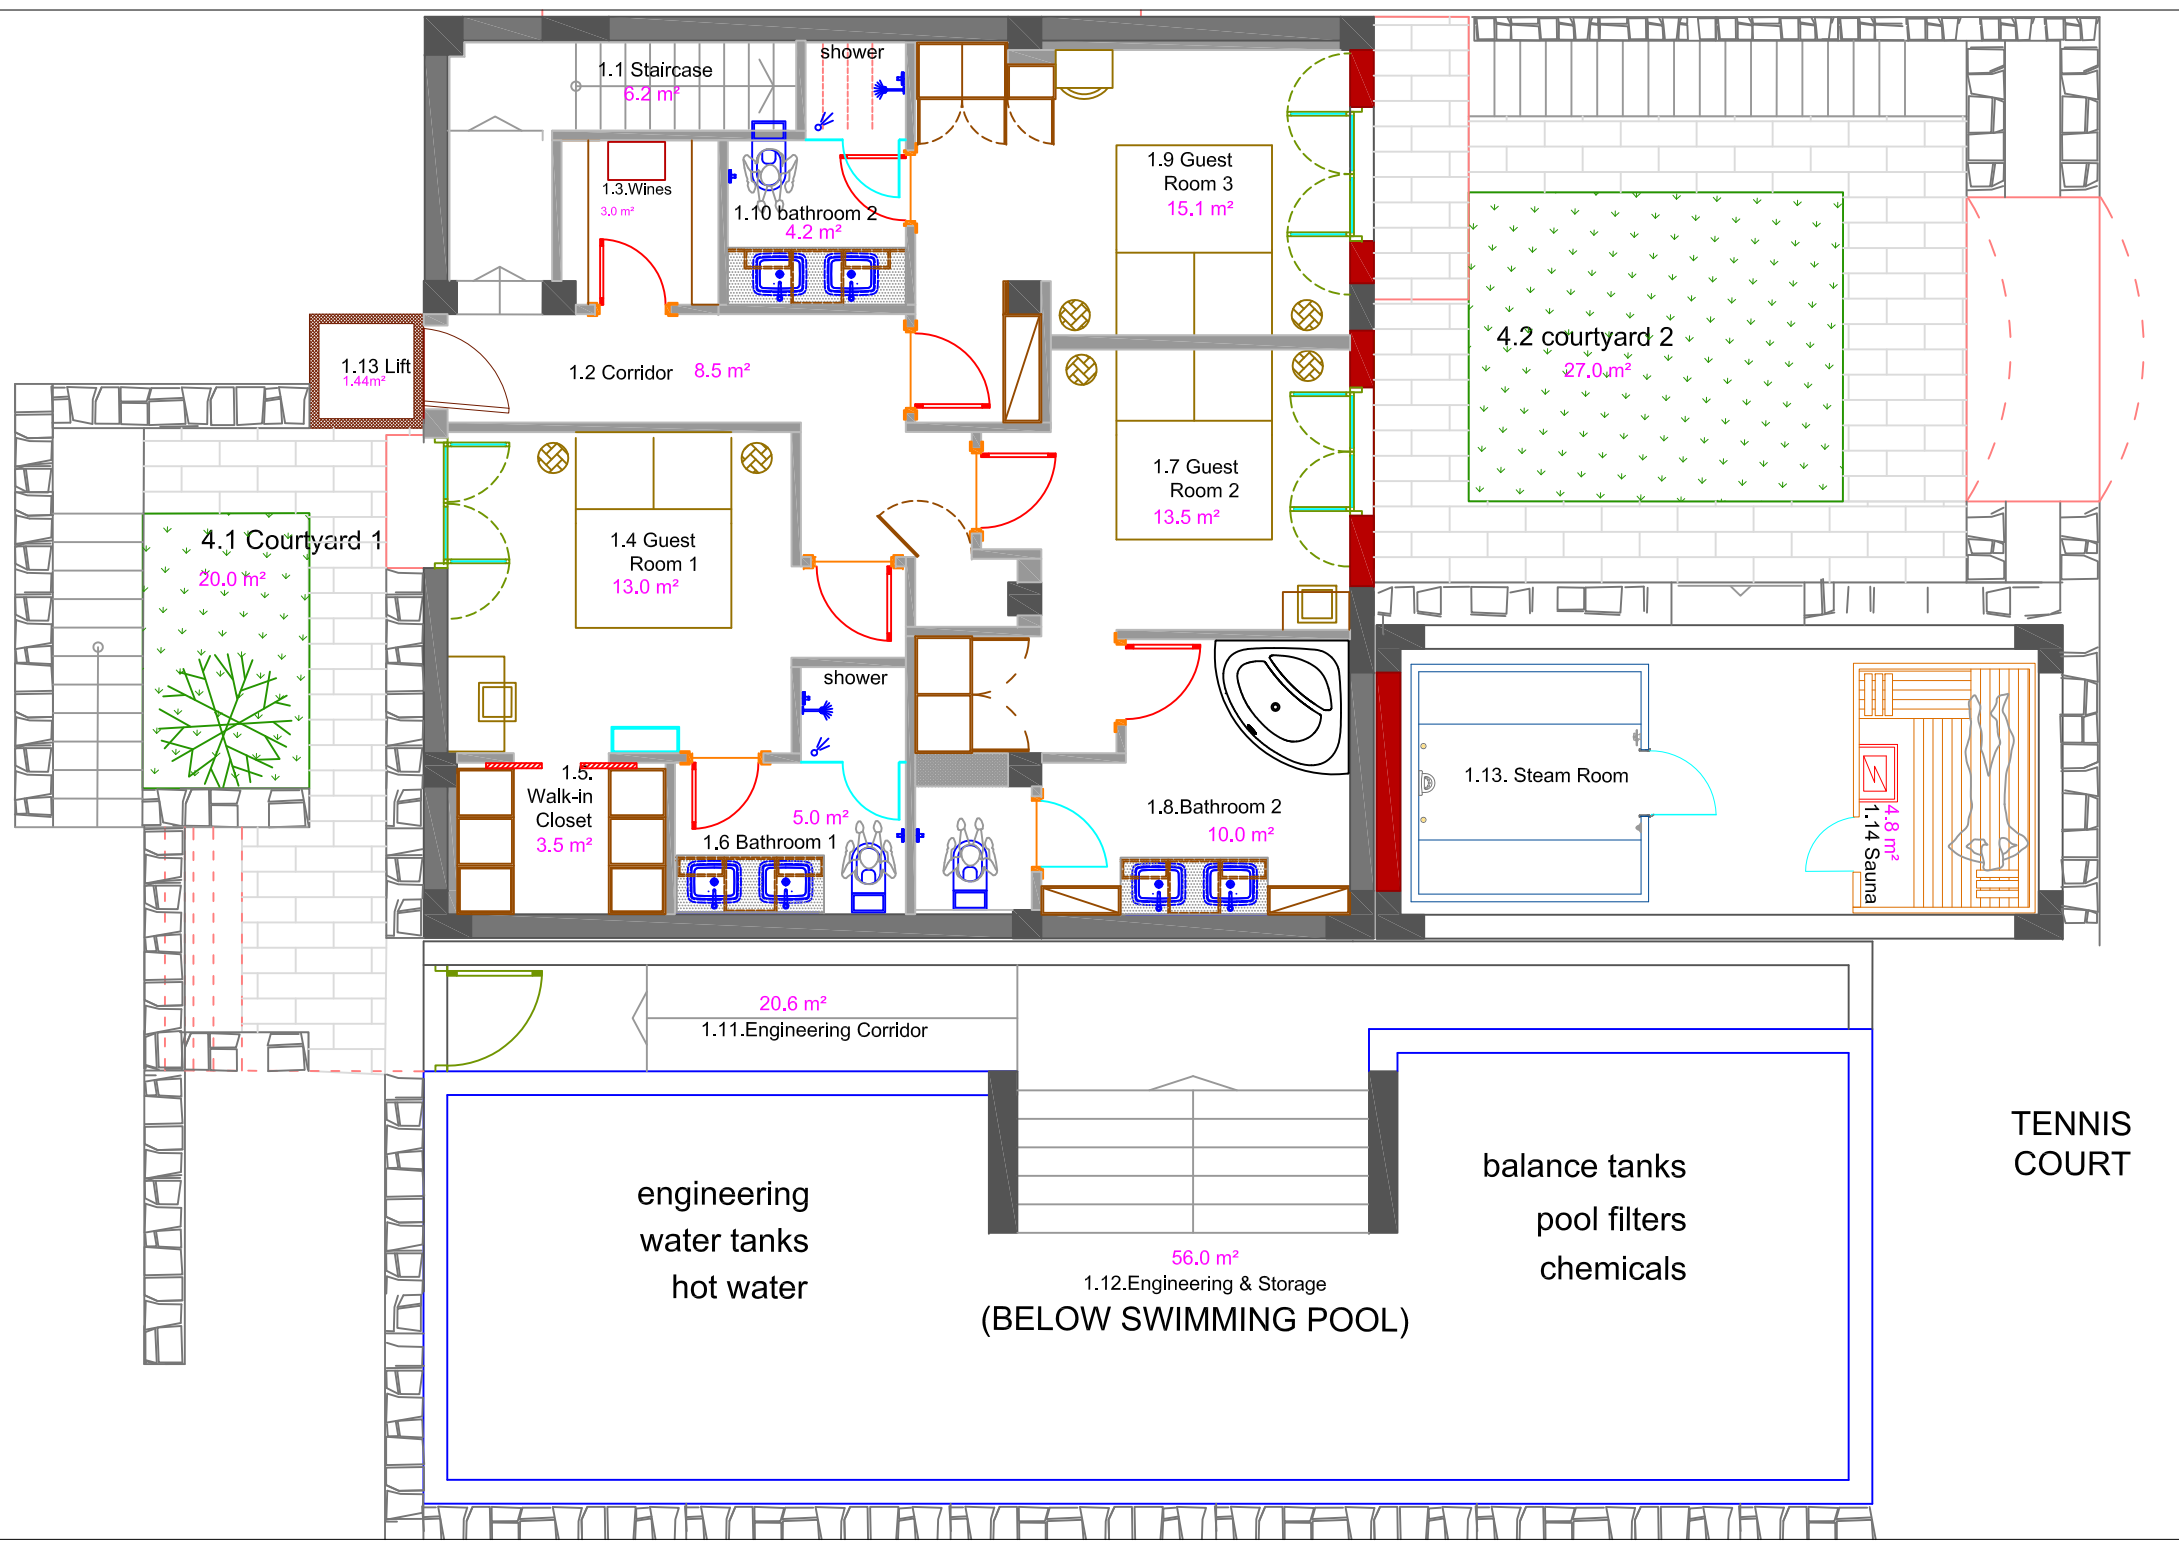 shower
1.1 Staircase
6.2 m²
1.3.Wines
3.0 m²
1.10 bathroom 2
4.2 m²
1.9 Guest
Room 3
15.1 m²
4.2 courtyard 2
27.0 m²
1.13 Lift
1.44m²
1.2 Corridor 8.5 m²
1.7 Guest
Room 2
13.5 m²
4.1 Courtyard 1
20.0 m²
1.4 Guest
Room 1
13.0 m²
shower
1.5.
Walk-in
Closet
3.5 m²
5.0 m²
1.6 Bathroom 1
1.8.Bathroom 2
10.0 m²
1.13. Steam Room
4.8 m²
1.14 Sauna
20.6 m²
1.11.Engineering Corridor
engineering
water tanks
hot water
56.0 m²
1.12.Engineering & Storage
(BELOW SWIMMING POOL)
balance tanks
pool filters
chemicals
TENNIS
COURT